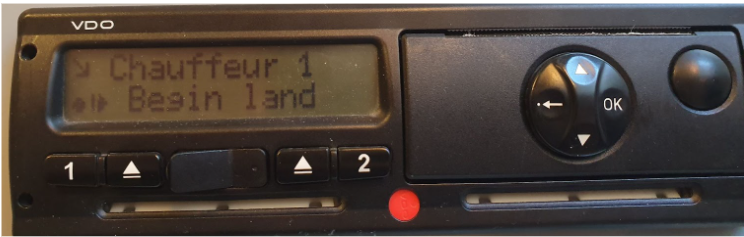 VDO
Chauffeur 1
Begin land
OK
1
2